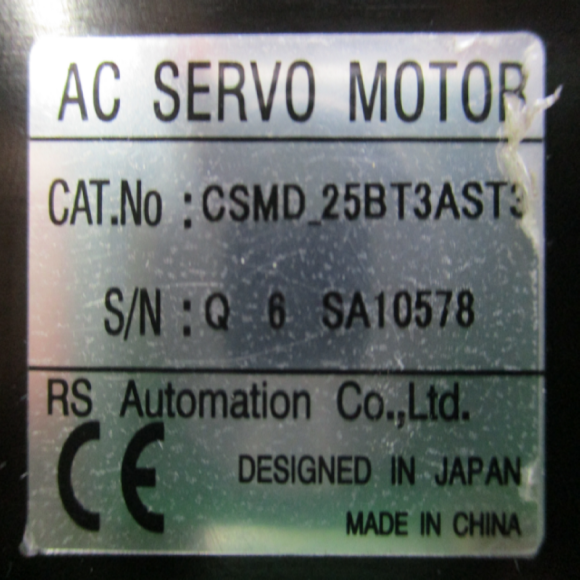 AC SERVO MOTOR
CAT.No : CSMD_25BT3AST3
S/N : Q 6 SA10578
RS Automation Co.,Ltd.
CE
DESIGNED IN JAPAN
MADE IN CHINA